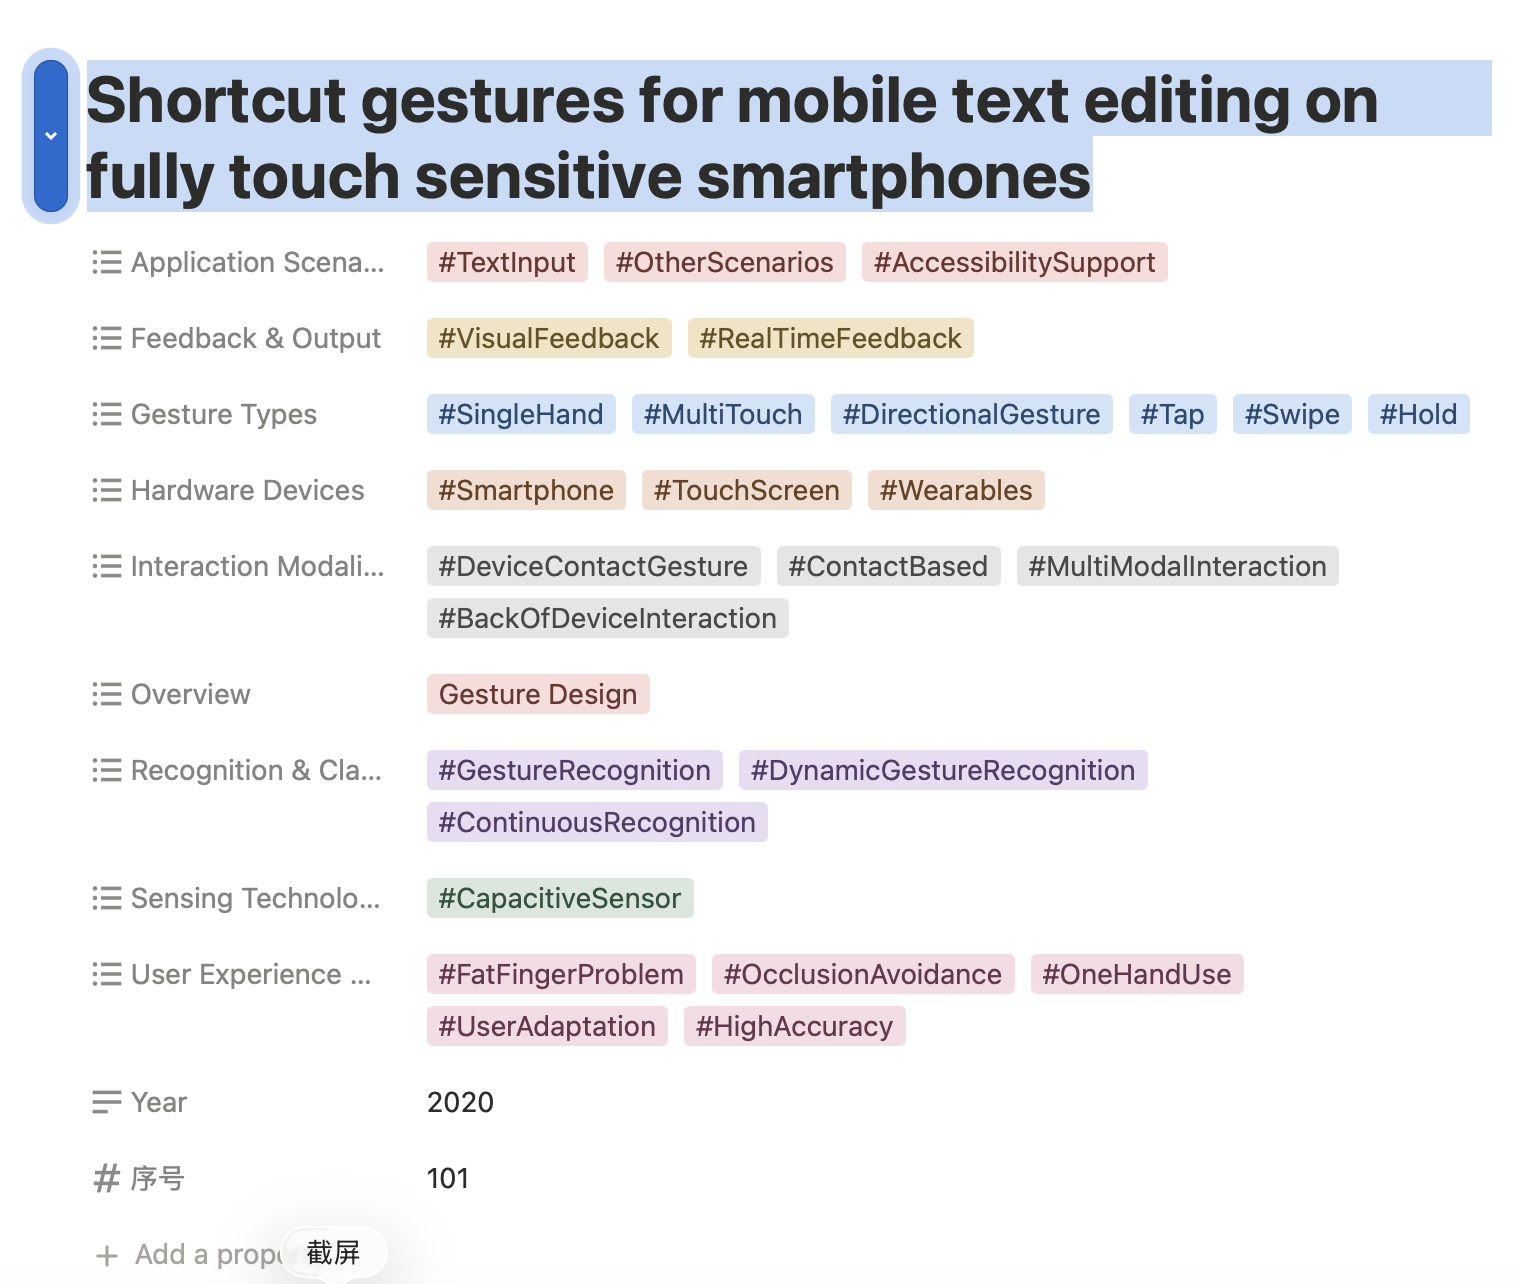 Shortcut gestures for mobile text editing on
fully touch sensitive smartphones
Application Scena... #TextInput #OtherScenarios #AccessibilitySupport
Feedback & Output #VisualFeedback #RealTimeFeedback
Gesture Types #SingleHand #MultiTouch #DirectionalGesture #Tap #Swipe #Hold
Hardware Devices #Smartphone #TouchScreen #Wearables
Interaction Modali... #DeviceContactGesture #ContactBased #MultiModalInteraction
#BackOfDeviceInteraction
Overview Gesture Design
Recognition & Cla... #GestureRecognition #DynamicGestureRecognition
#ContinuousRecognition
Sensing Technolo... #CapacitiveSensor
User Experience ... #FatFingerProblem #OcclusionAvoidance #OneHandUse
#UserAdaptation #HighAccuracy
Year 2020
序号 101
Add a prop
截屏